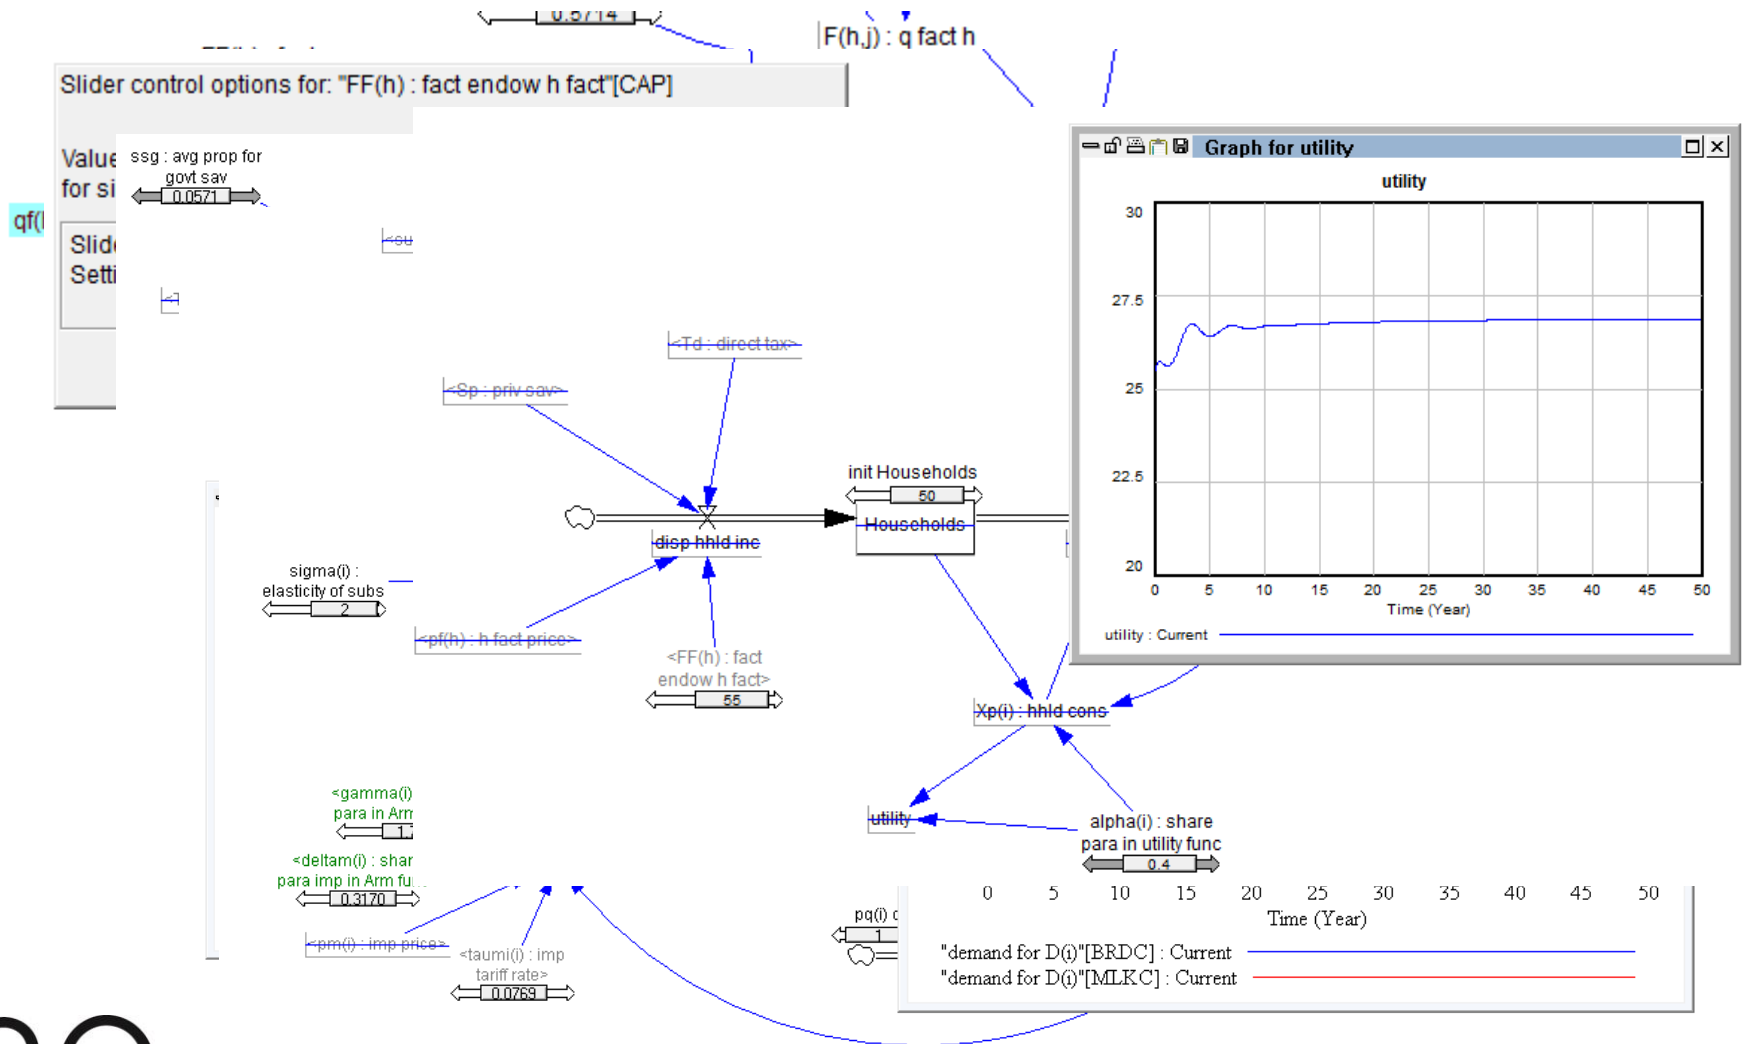 0.5714
F(h,j) : q fact h
Slider control options for: "FF(h) : fact endow h fact"[CAP]
Value
for si
ssg : avg prop for
govt sav
0.0571
qf(
Slid
Setti
<su
Graph for utility
utility
30
27.5
25
22.5
20
0 5 10 15 20 25 30 35 40 45 50
Time (Year)
utility : Current
<Td : direct tax>
<Sp : priv sav>
init Households
50
Households
disp hhld inc
sigma(i) :
elasticity of subs
2
<pf(h) : h fact price>
<FF(h) : fact
endow h fact>
55
Xp(i) : hhld cons
<gamma(i)
para in Arm
1.
<deltam(i) : shar
para imp in Arm fu
0.3170
utility
alpha(i) : share
para in utility func
0.4
<pm(i) : imp price>
<taumi(i) : imp
tariff rate>
0.0769
pq(i)
1
0 5 10 15 20 25 30 35 40 45 50
Time (Year)
"demand for D(i)"[BRDC] : Current
"demand for D(i)"[MLKC] : Current